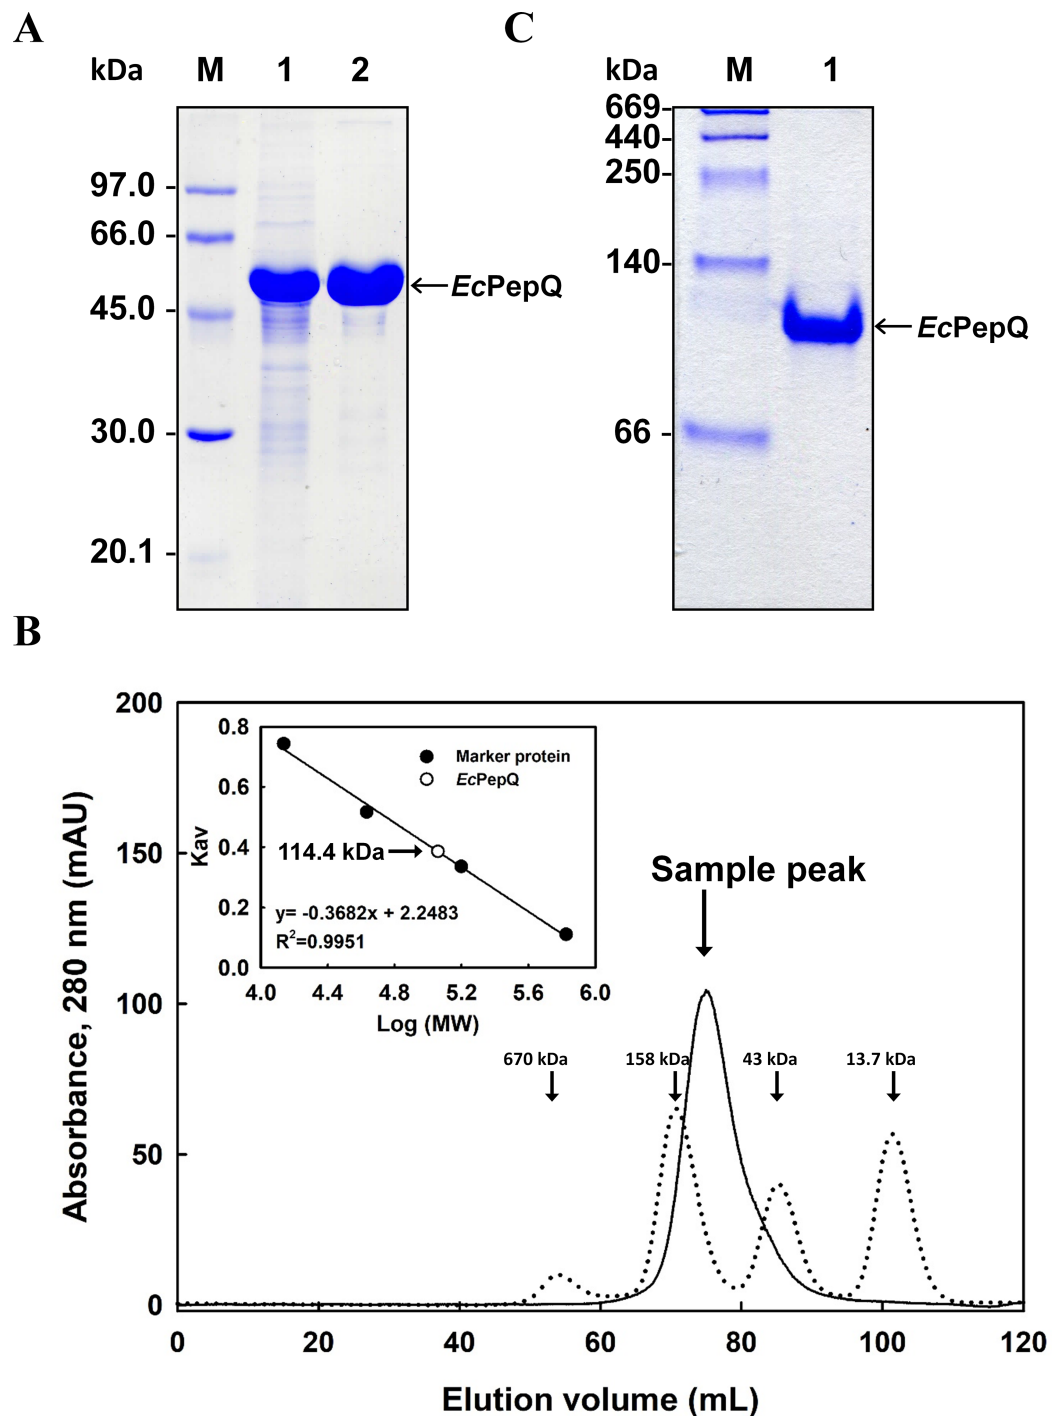 A
kDa M 1 2
97.0
66.0
45.0
30.0
20.1
EcPepQ
C
kDa M 1
669
440
250
140
66
EcPepQ
B
Absorbance, 280 nm (mAU)
200
150
100
50
0
0 20 40 60 80 100 120
Elution volume (mL)
Kav
0.8
0.6
0.4
0.2
0.0
4.0 4.4 4.8 5.2 5.6 6.0
Log (MW)
Marker protein
EcPepQ
114.4 kDa
y= -0.3682x + 2.2483
R²=0.9951
Sample peak
670 kDa 158 kDa 43 kDa 13.7 kDa